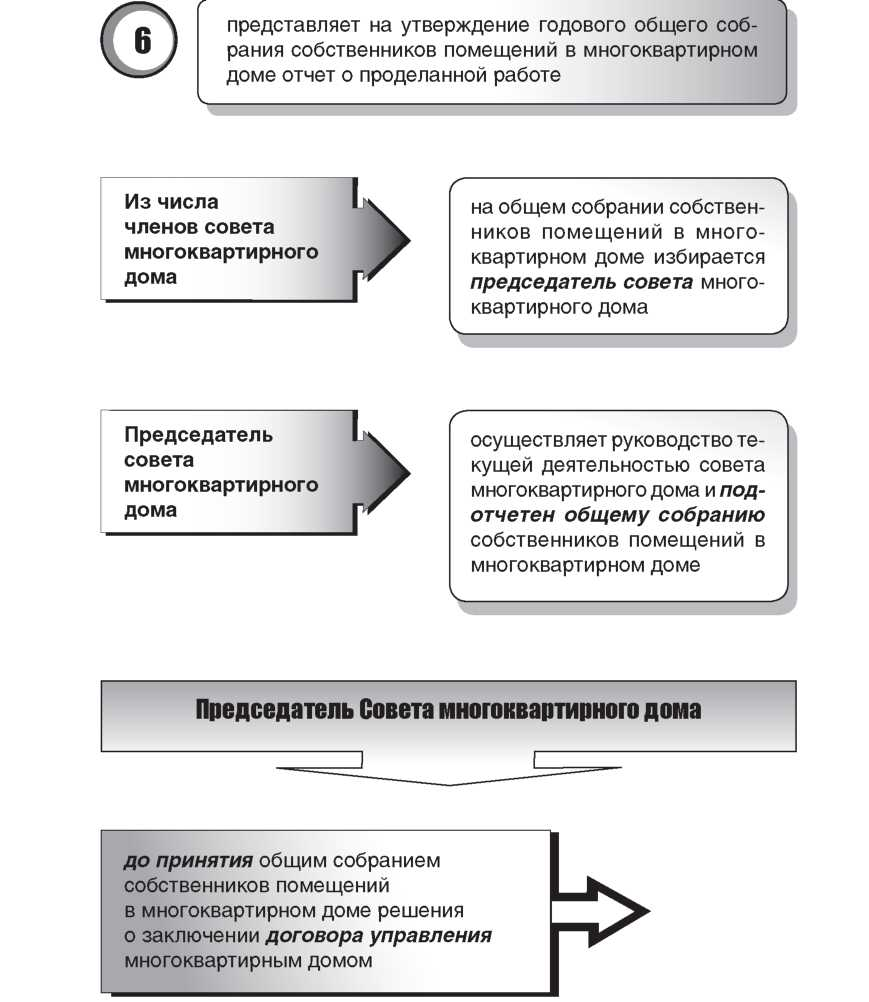 6
представляет на утверждение годового общего соб-
рания собственников помещений в многоквартирном
доме отчет о проделанной работе
Из числа
членов совета
многоквартирного
дома
на общем собрании собствен-
ников помещений в много-
квартирном доме избирается
председатель совета много-
квартирного дома
Председатель
совета
многоквартирного
дома
осуществляет руководство те-
кущей деятельностью совета
многоквартирного дома и под-
отчетен общему собранию
собственников помещений в
многоквартирном доме
Председатель Совета многоквартирного дома
до принятия общим собранием
собственников помещений
в многоквартирном доме решения
о заключении договора управления
многоквартирным домом